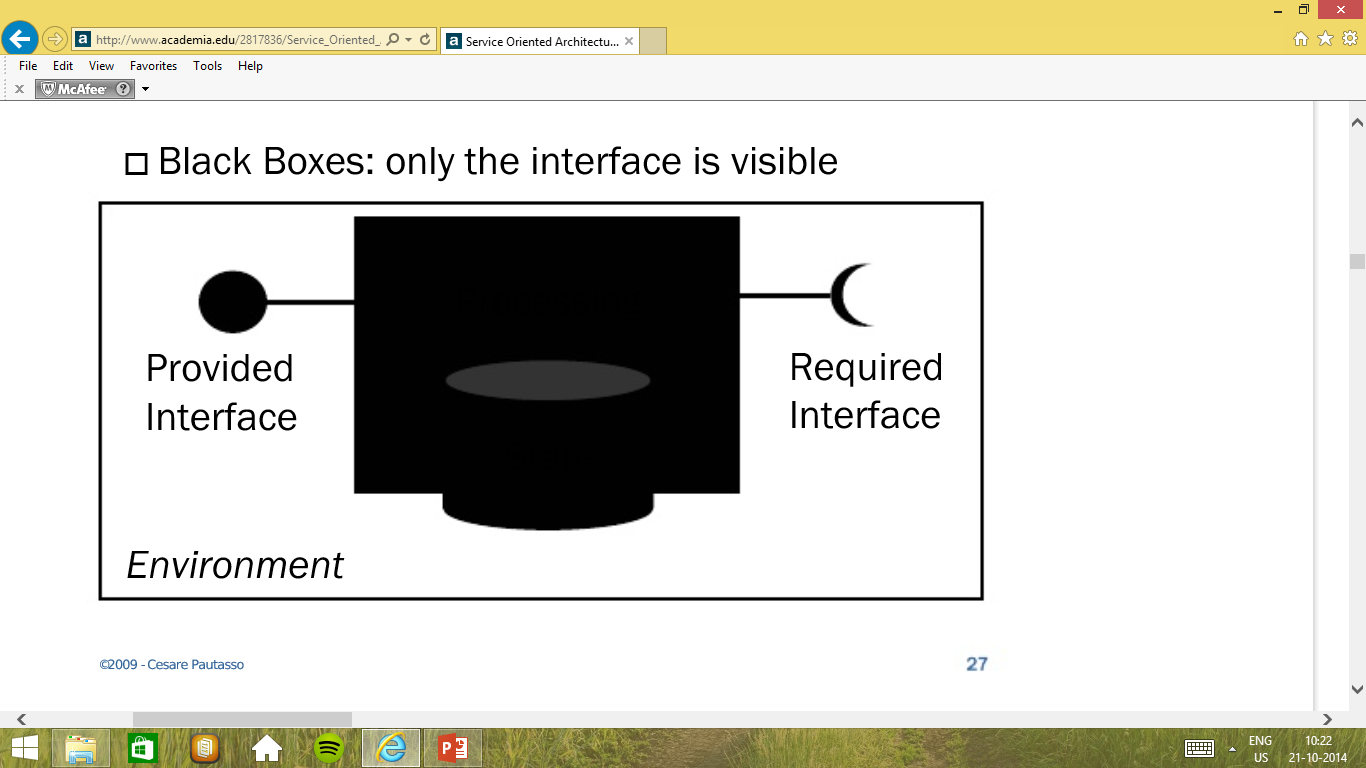 http://www.academia.edu/2817836/Service_Oriented_
Service Oriented Architectu...
File Edit View Favorites Tools Help
McAfee
Black Boxes: only the interface is visible
Provided
Interface
Required
Interface
Environment
©2009 - Cesare Pautasso
27
ENG
US
10:22
21-10-2014